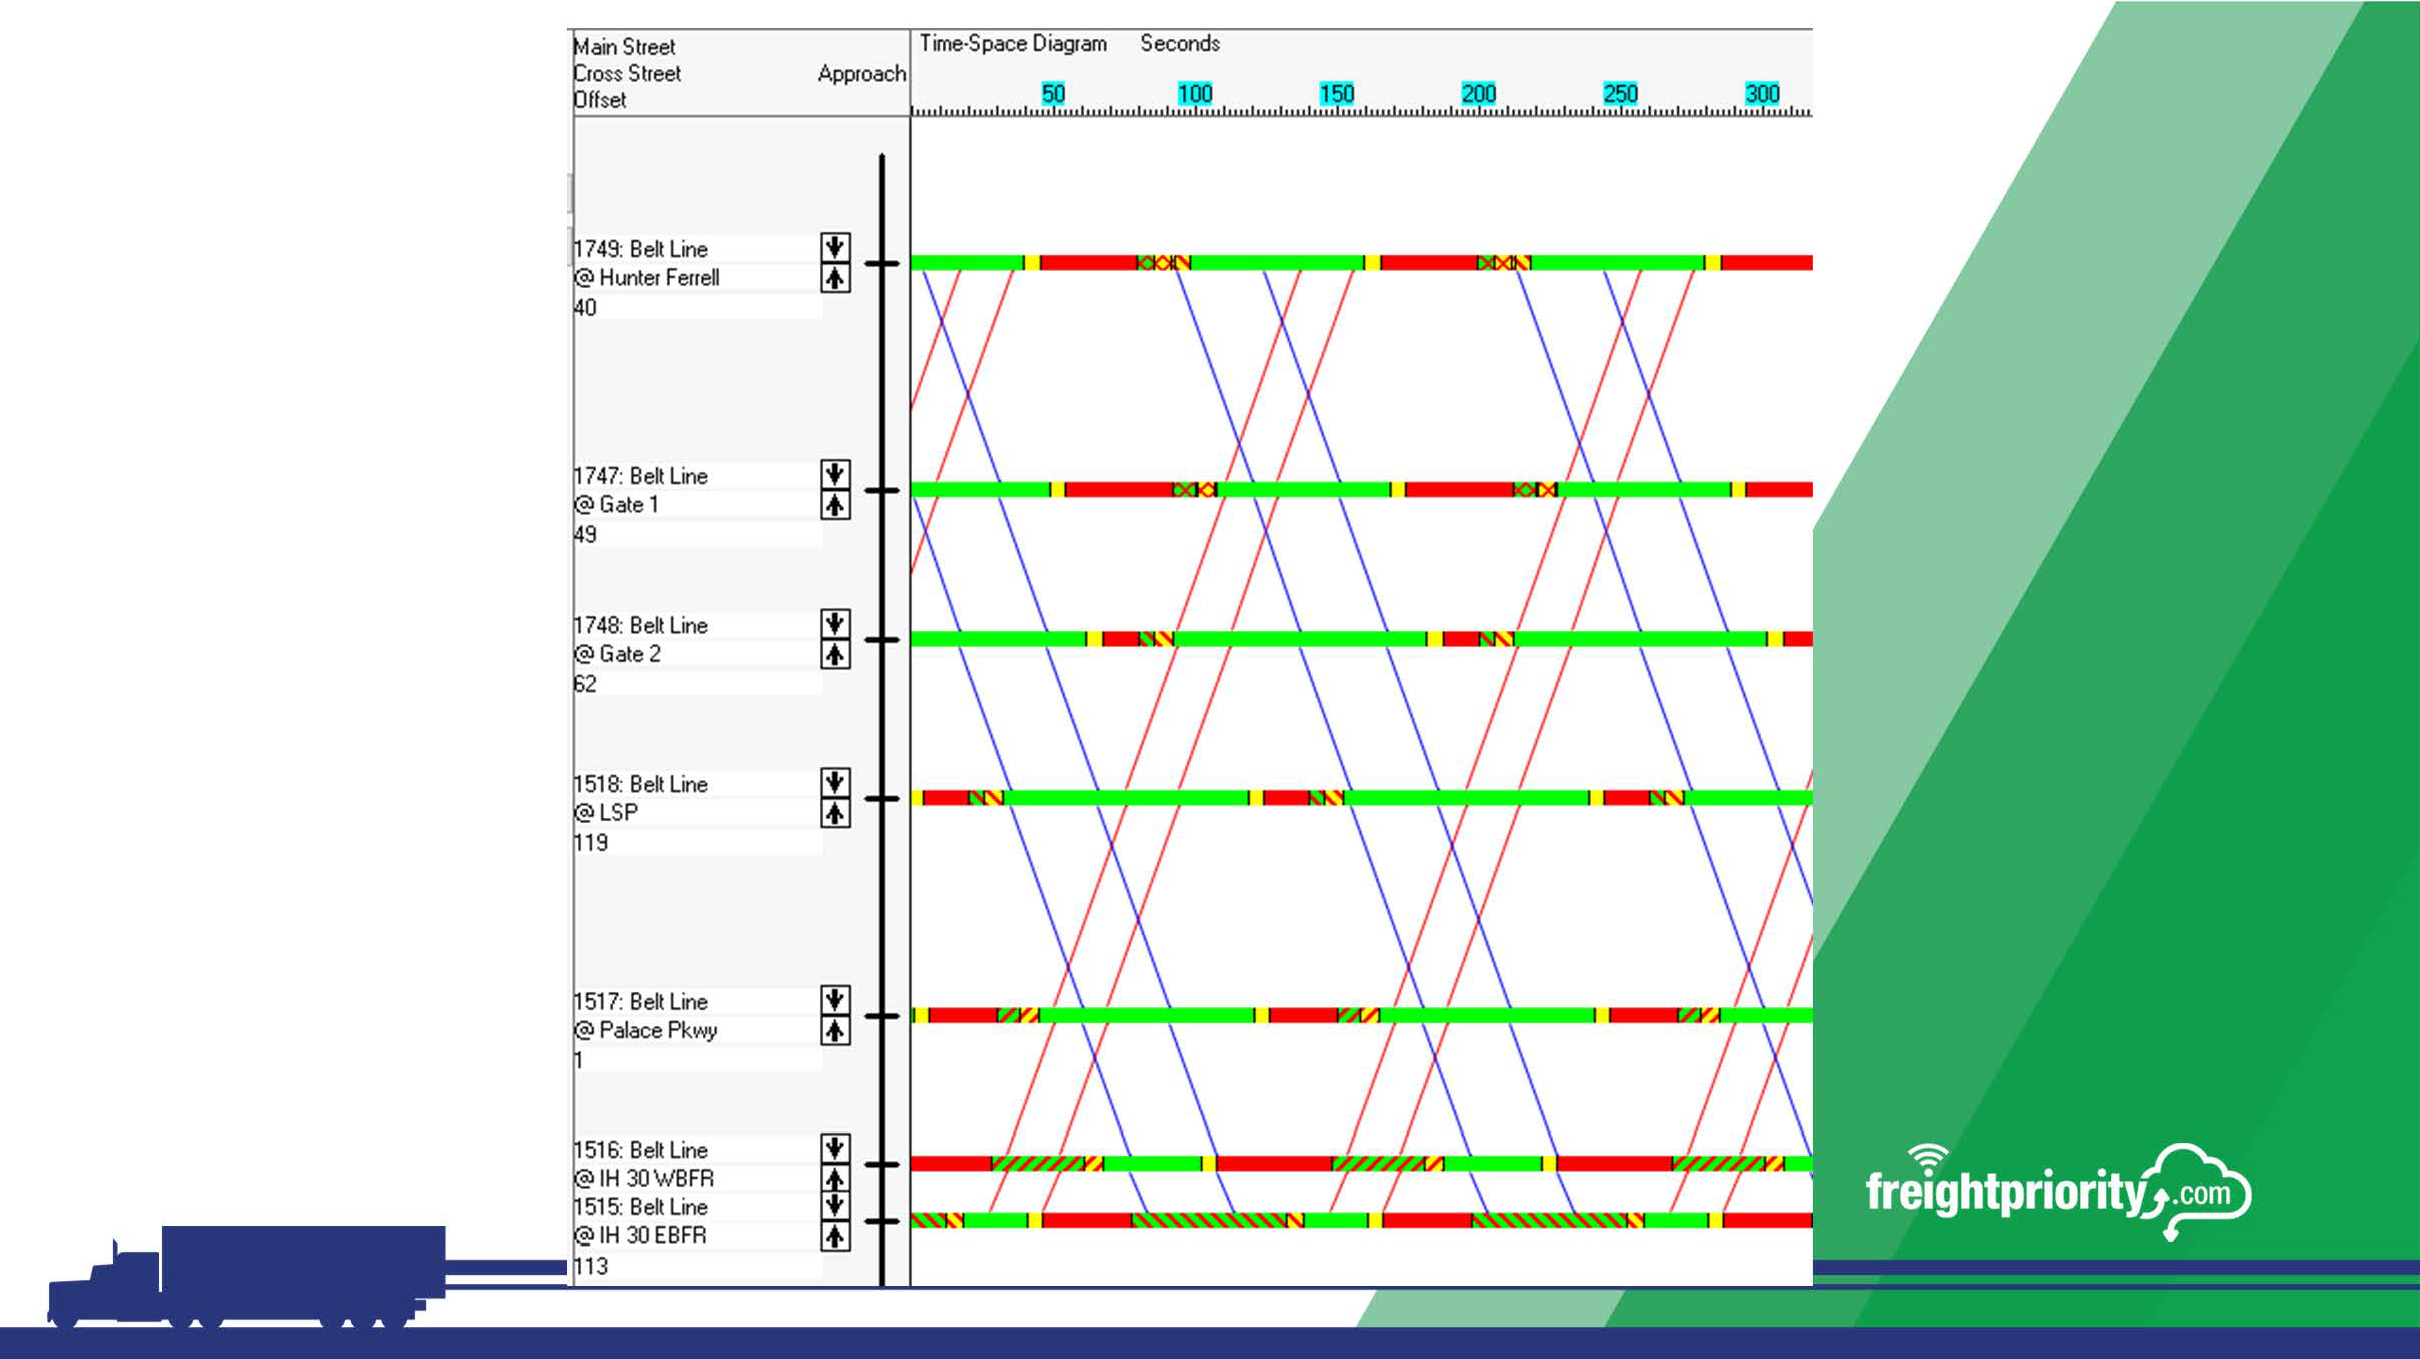 Main Street
Cross Street
Offset
Approach
Time-Space Diagram Seconds
50 100 150 200 250 300
1749: Belt Line
@ Hunter Ferrell
40
1747: Belt Line
@ Gate 1
49
1748: Belt Line
@ Gate 2
62
1518: Belt Line
@ LSP
119
1517: Belt Line
@ Palace Pkwy
1
1516: Belt Line
@ IH 30 WBFR
1515: Belt Line
@ IH 30 EBFR
113
freightpriority.com